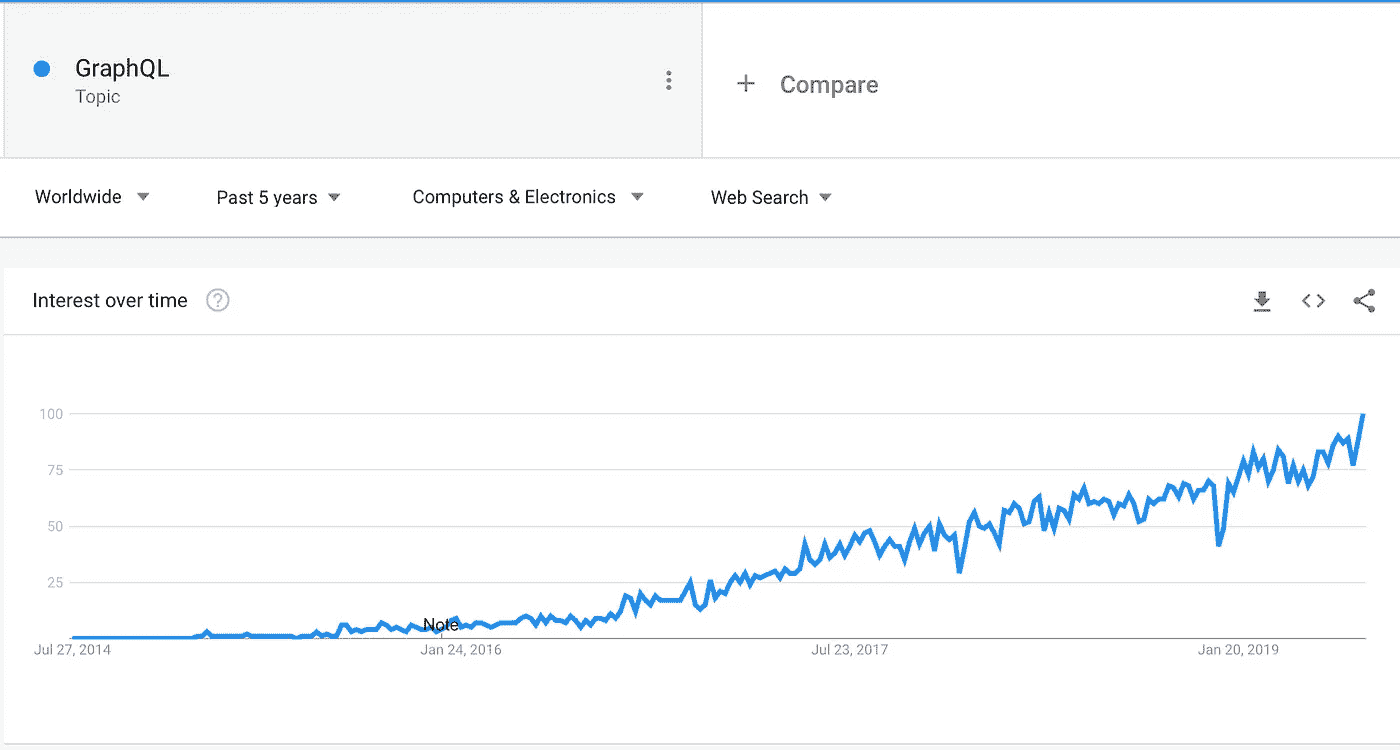 GraphQL
Topic
+ Compare
Worldwide
Past 5 years
Computers & Electronics
Web Search
Interest over time ?
100
75
50
25
Note
Jul 27, 2014
Jan 24, 2016
Jul 23, 2017
Jan 20, 2019